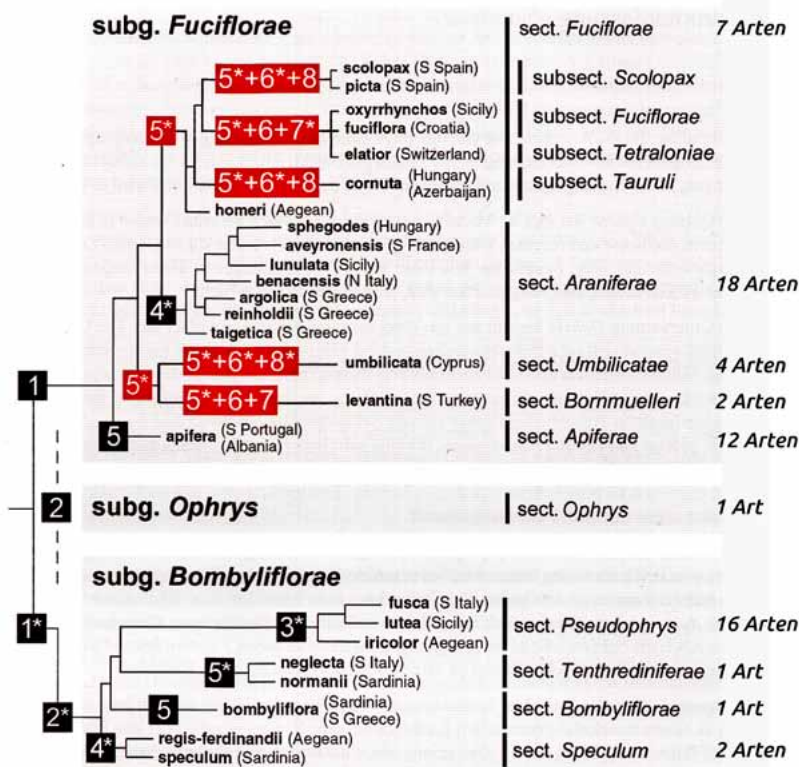 subg. Fuciflorae sect. Fuciflorae 7 Arten
5*+6*+8 scolopax (S Spain) subsect. Scolopax
picta (S Spain)
5* 5*+6+7* oxyrrhynchos (Sicily) subsect. Fuciflorae
fuciflora (Croatia)
elatior (Switzerland) subsect. Tetraloniae
5*+6*+8 cornuta (Hungary) subsect. Tauruli
(Azerbaijan)
homeri (Aegean)
sphegodes (Hungary)
aveyronensis (S France)
lunulata (Sicily)
benacensis (N Italy) sect. Araniferae 18 Arten
4* argolica (S Greece)
reinholdii (S Greece)
taigetica (S Greece)
5*+6*+8* umbilicata (Cyprus) sect. Umbilicatae 4 Arten
1 5*
5*+6+7 levantina (S Turkey) sect. Bornmuelleri 2 Arten
5 apifera (S Portugal) sect. Apiferae 12 Arten
(Albania)
2 subg. Ophrys sect. Ophrys 1 Art
subg. Bombyliflorae
fusca (S Italy)
1* 3* lutea (Sicily) sect. Pseudophrys 16 Arten
iricolor (Aegean)
5* neglecta (S Italy) sect. Tenthrediniferae 1 Art
normanii (Sardinia)
2* 5 bombyliflora (Sardinia) sect. Bombyliflorae 1 Art
(S Greece)
4* regis-ferdinandii (Aegean) sect. Speculum 2 Arten
speculum (Sardinia)